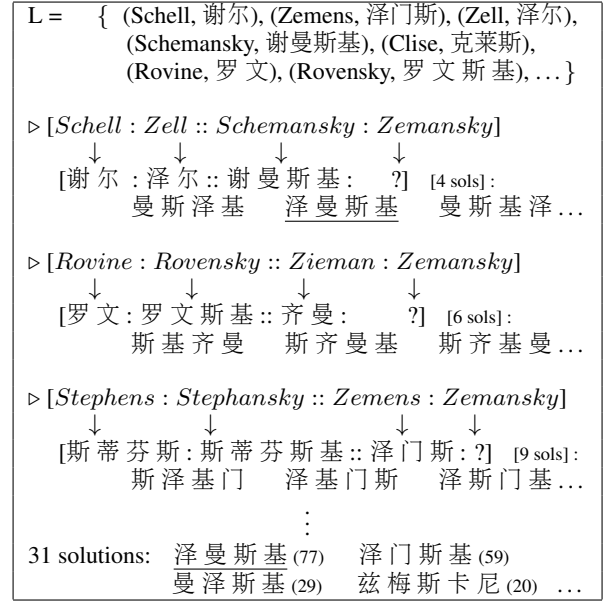 L = { (Schell, 谢尔), (Zemens, 泽门斯), (Zell, 泽尔),
(Schemansky, 谢曼斯基), (Clise, 克莱斯),
(Rovine, 罗 文), (Rovensky, 罗 文 斯 基), ... }
▷ [Schell : Zell :: Schemansky : Zemansky]
↓ ↓ ↓ ↓
[谢 尔 : 泽 尔 :: 谢 曼 斯 基 : ?] [4 sols] :
曼 斯 泽 基 泽 曼 斯 基 曼 斯 基 泽 ...
▷ [Rovine : Rovensky :: Zieman : Zemansky]
↓ ↓ ↓ ↓
[罗 文 : 罗 文 斯 基 :: 齐 曼 : ?] [6 sols] :
斯 基 齐 曼 斯 齐 曼 基 斯 齐 基 曼 ...
▷ [Stephens : Stephansky :: Zemens : Zemansky]
↓ ↓ ↓ ↓
[斯 蒂 芬 斯 : 斯 蒂 芬 斯 基 :: 泽 门 斯 : ?] [9 sols] :
斯 泽 基 门 泽 基 门 斯 泽 斯 门 基 ...
⋮
31 solutions: 泽 曼 斯 基 (77) 泽 门 斯 基 (59)
曼 泽 斯 基 (29) 兹 梅 斯 卡 尼 (20) ...